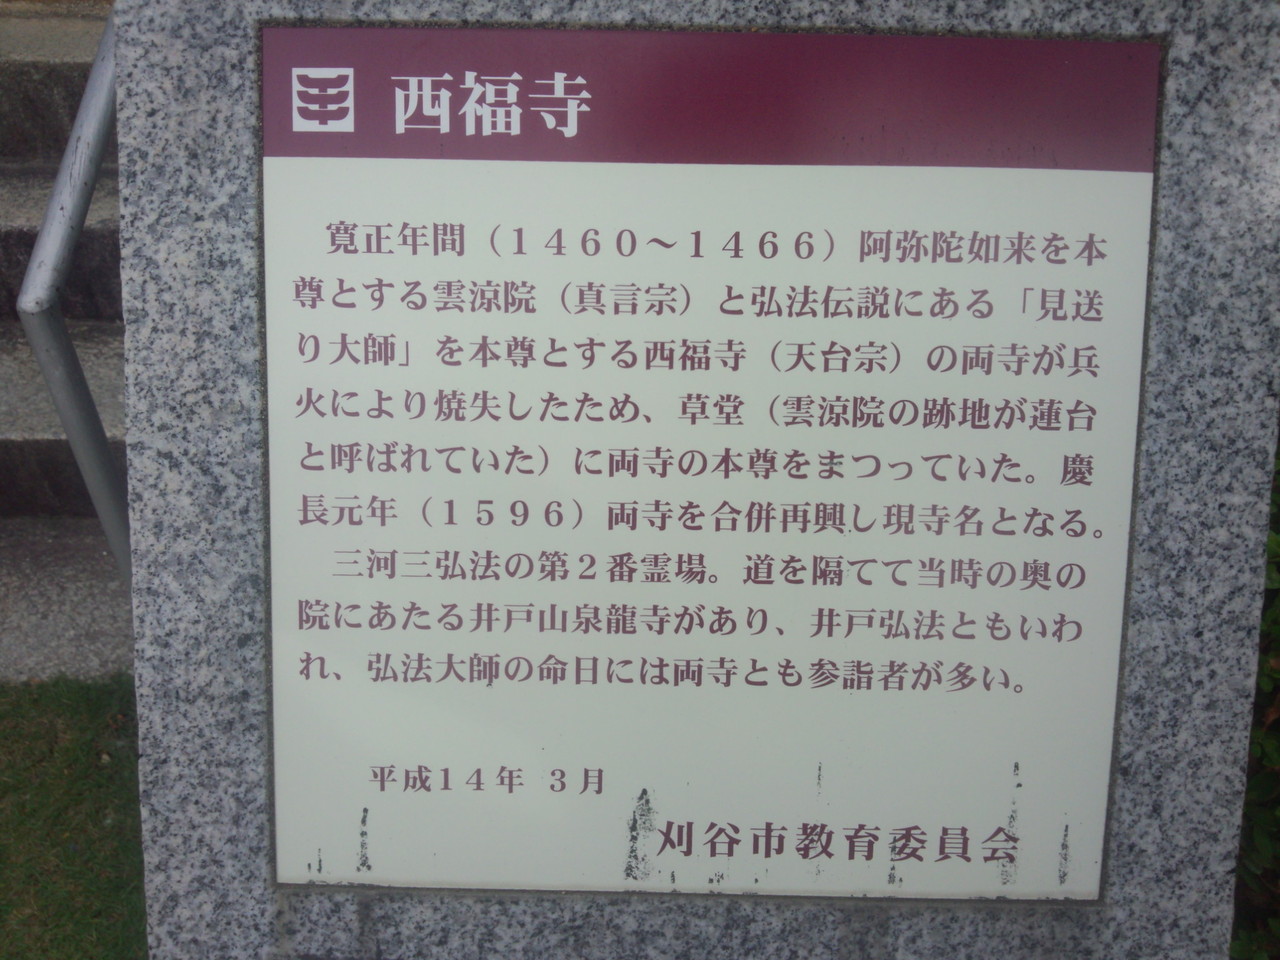 西福寺
寛正年間（１４６０～１４６６）阿弥陀如来を本
尊とする雲涼院（真言宗）と弘法伝説にある「見送
り大師」を本尊とする西福寺（天台宗）の両寺が兵
火により焼失したため、草堂（雲涼院の跡地が蓮台
と呼ばれていた）に両寺の本尊をまつっていた。慶
長元年（１５９６）両寺を合併再興し現寺名となる。
三河三弘法の第２番霊場。道を隔てて当時の奥の
院にあたる井戸山泉龍寺があり、井戸弘法ともいわ
れ、弘法大師の命日には両寺とも参詣者が多い。
平成１４年 ３月
刈谷市教育委員会